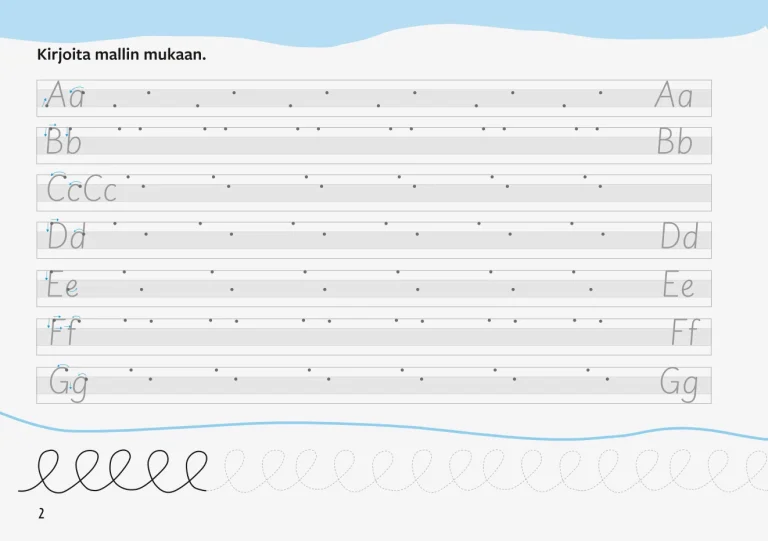 Kirjoita mallin mukaan.
Aa Aa
Bb Bb
CcCc
Dd Dd
Ee Ee
Ff Ff
Gg Gg
2